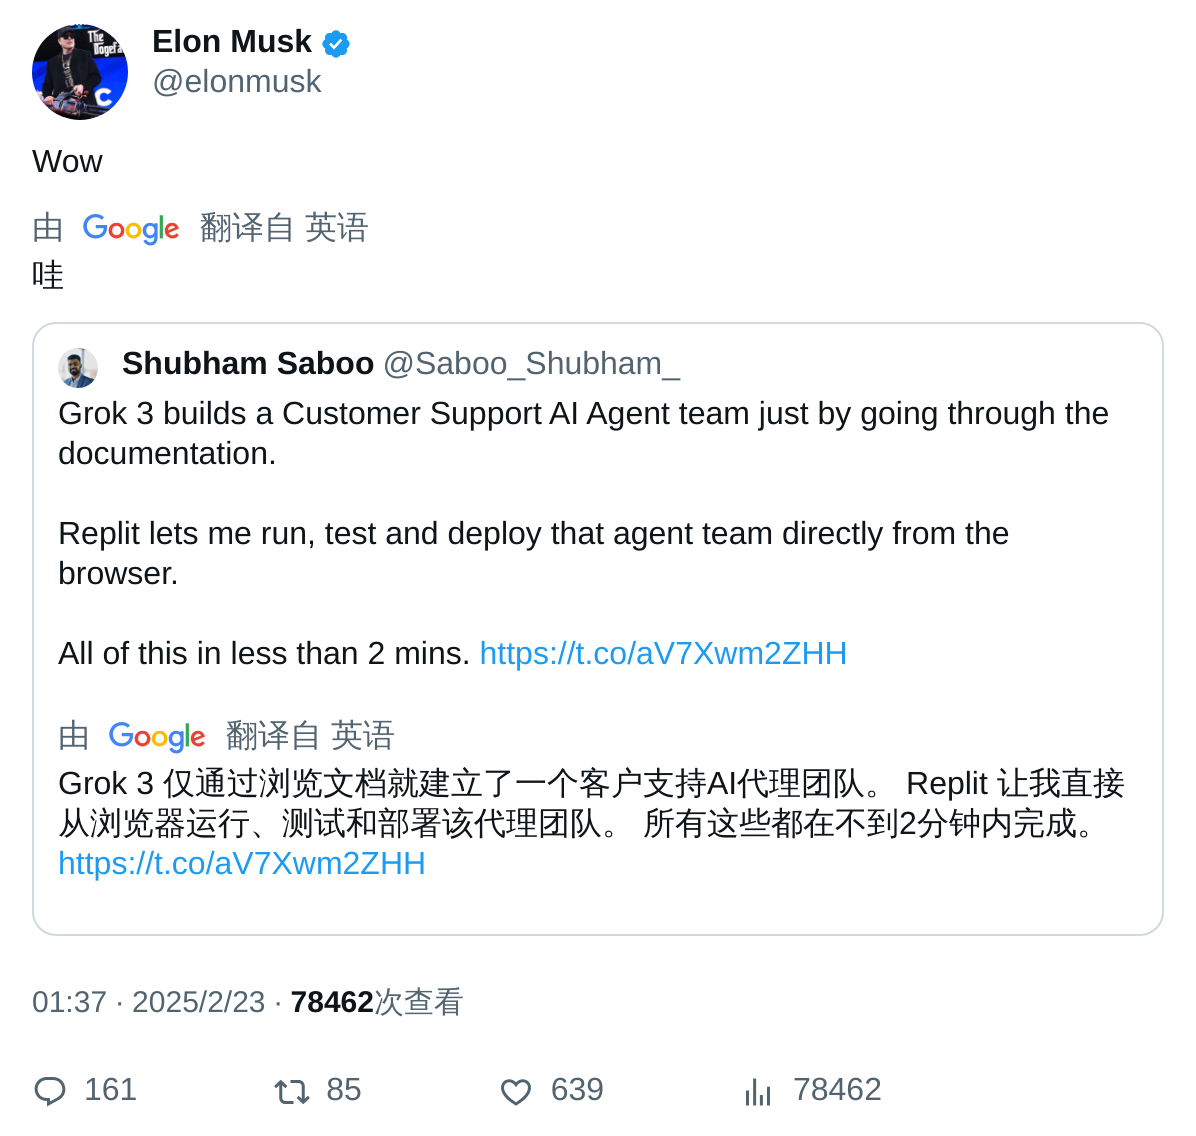 Elon Musk
@elonmusk
Wow
由 Google 翻译自 英语
哇
Shubham Saboo @Saboo_Shubham_
Grok 3 builds a Customer Support AI Agent team just by going through the
documentation.
Replit lets me run, test and deploy that agent team directly from the
browser.
All of this in less than 2 mins. https://t.co/aV7Xwm2ZHH
由 Google 翻译自 英语
Grok 3 仅通过浏览文档就建立了一个客户支持AI代理团队。 Replit 让我直接
从浏览器运行、测试和部署该代理团队。 所有这些都在不到2分钟内完成。
https://t.co/aV7Xwm2ZHH
01:37 · 2025/2/23 · 78462次查看
161 85 639 78462